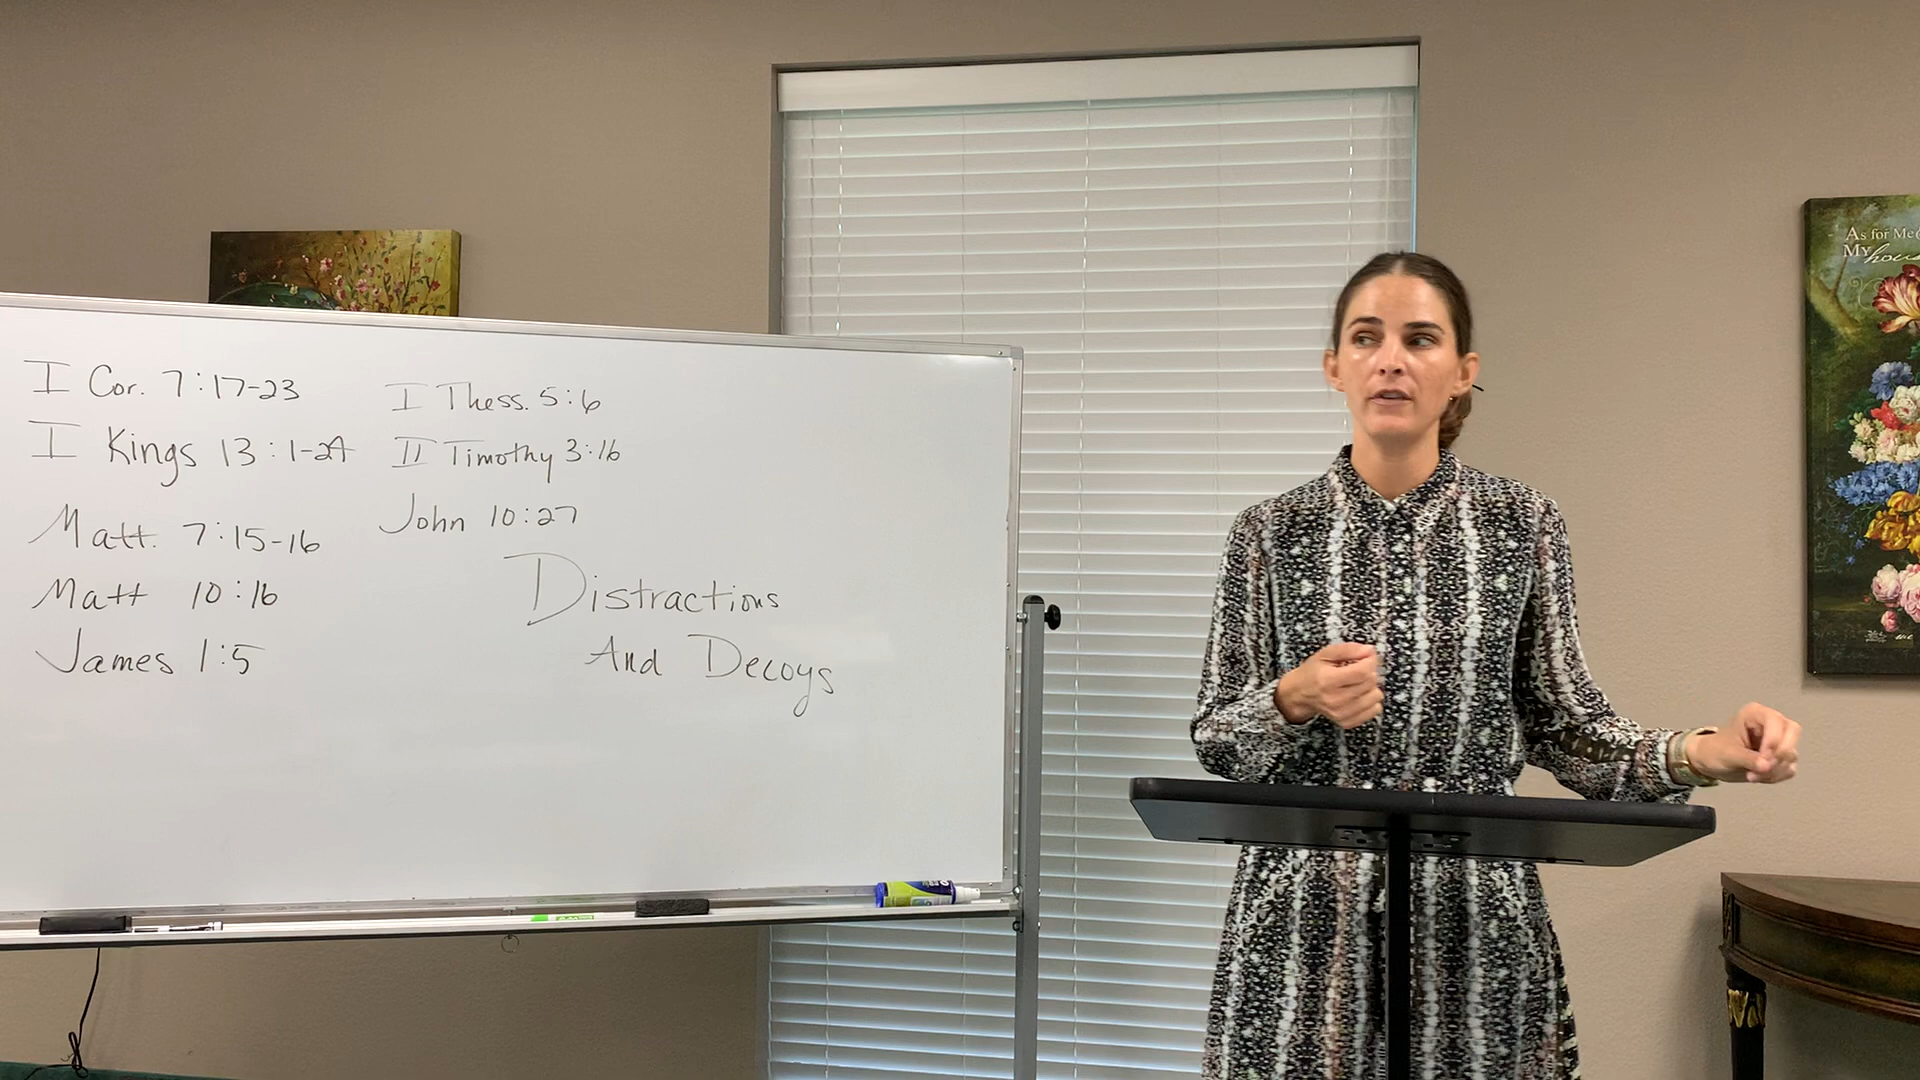 I Cor. 7:17-23
I Kings 13:1-24
Matt. 7:15-16
Matt 10:16
James 1:5
I Thess. 5:6
II Timothy 3:16
John 10:27
Distractions
And Decoys
As for Me
My hous